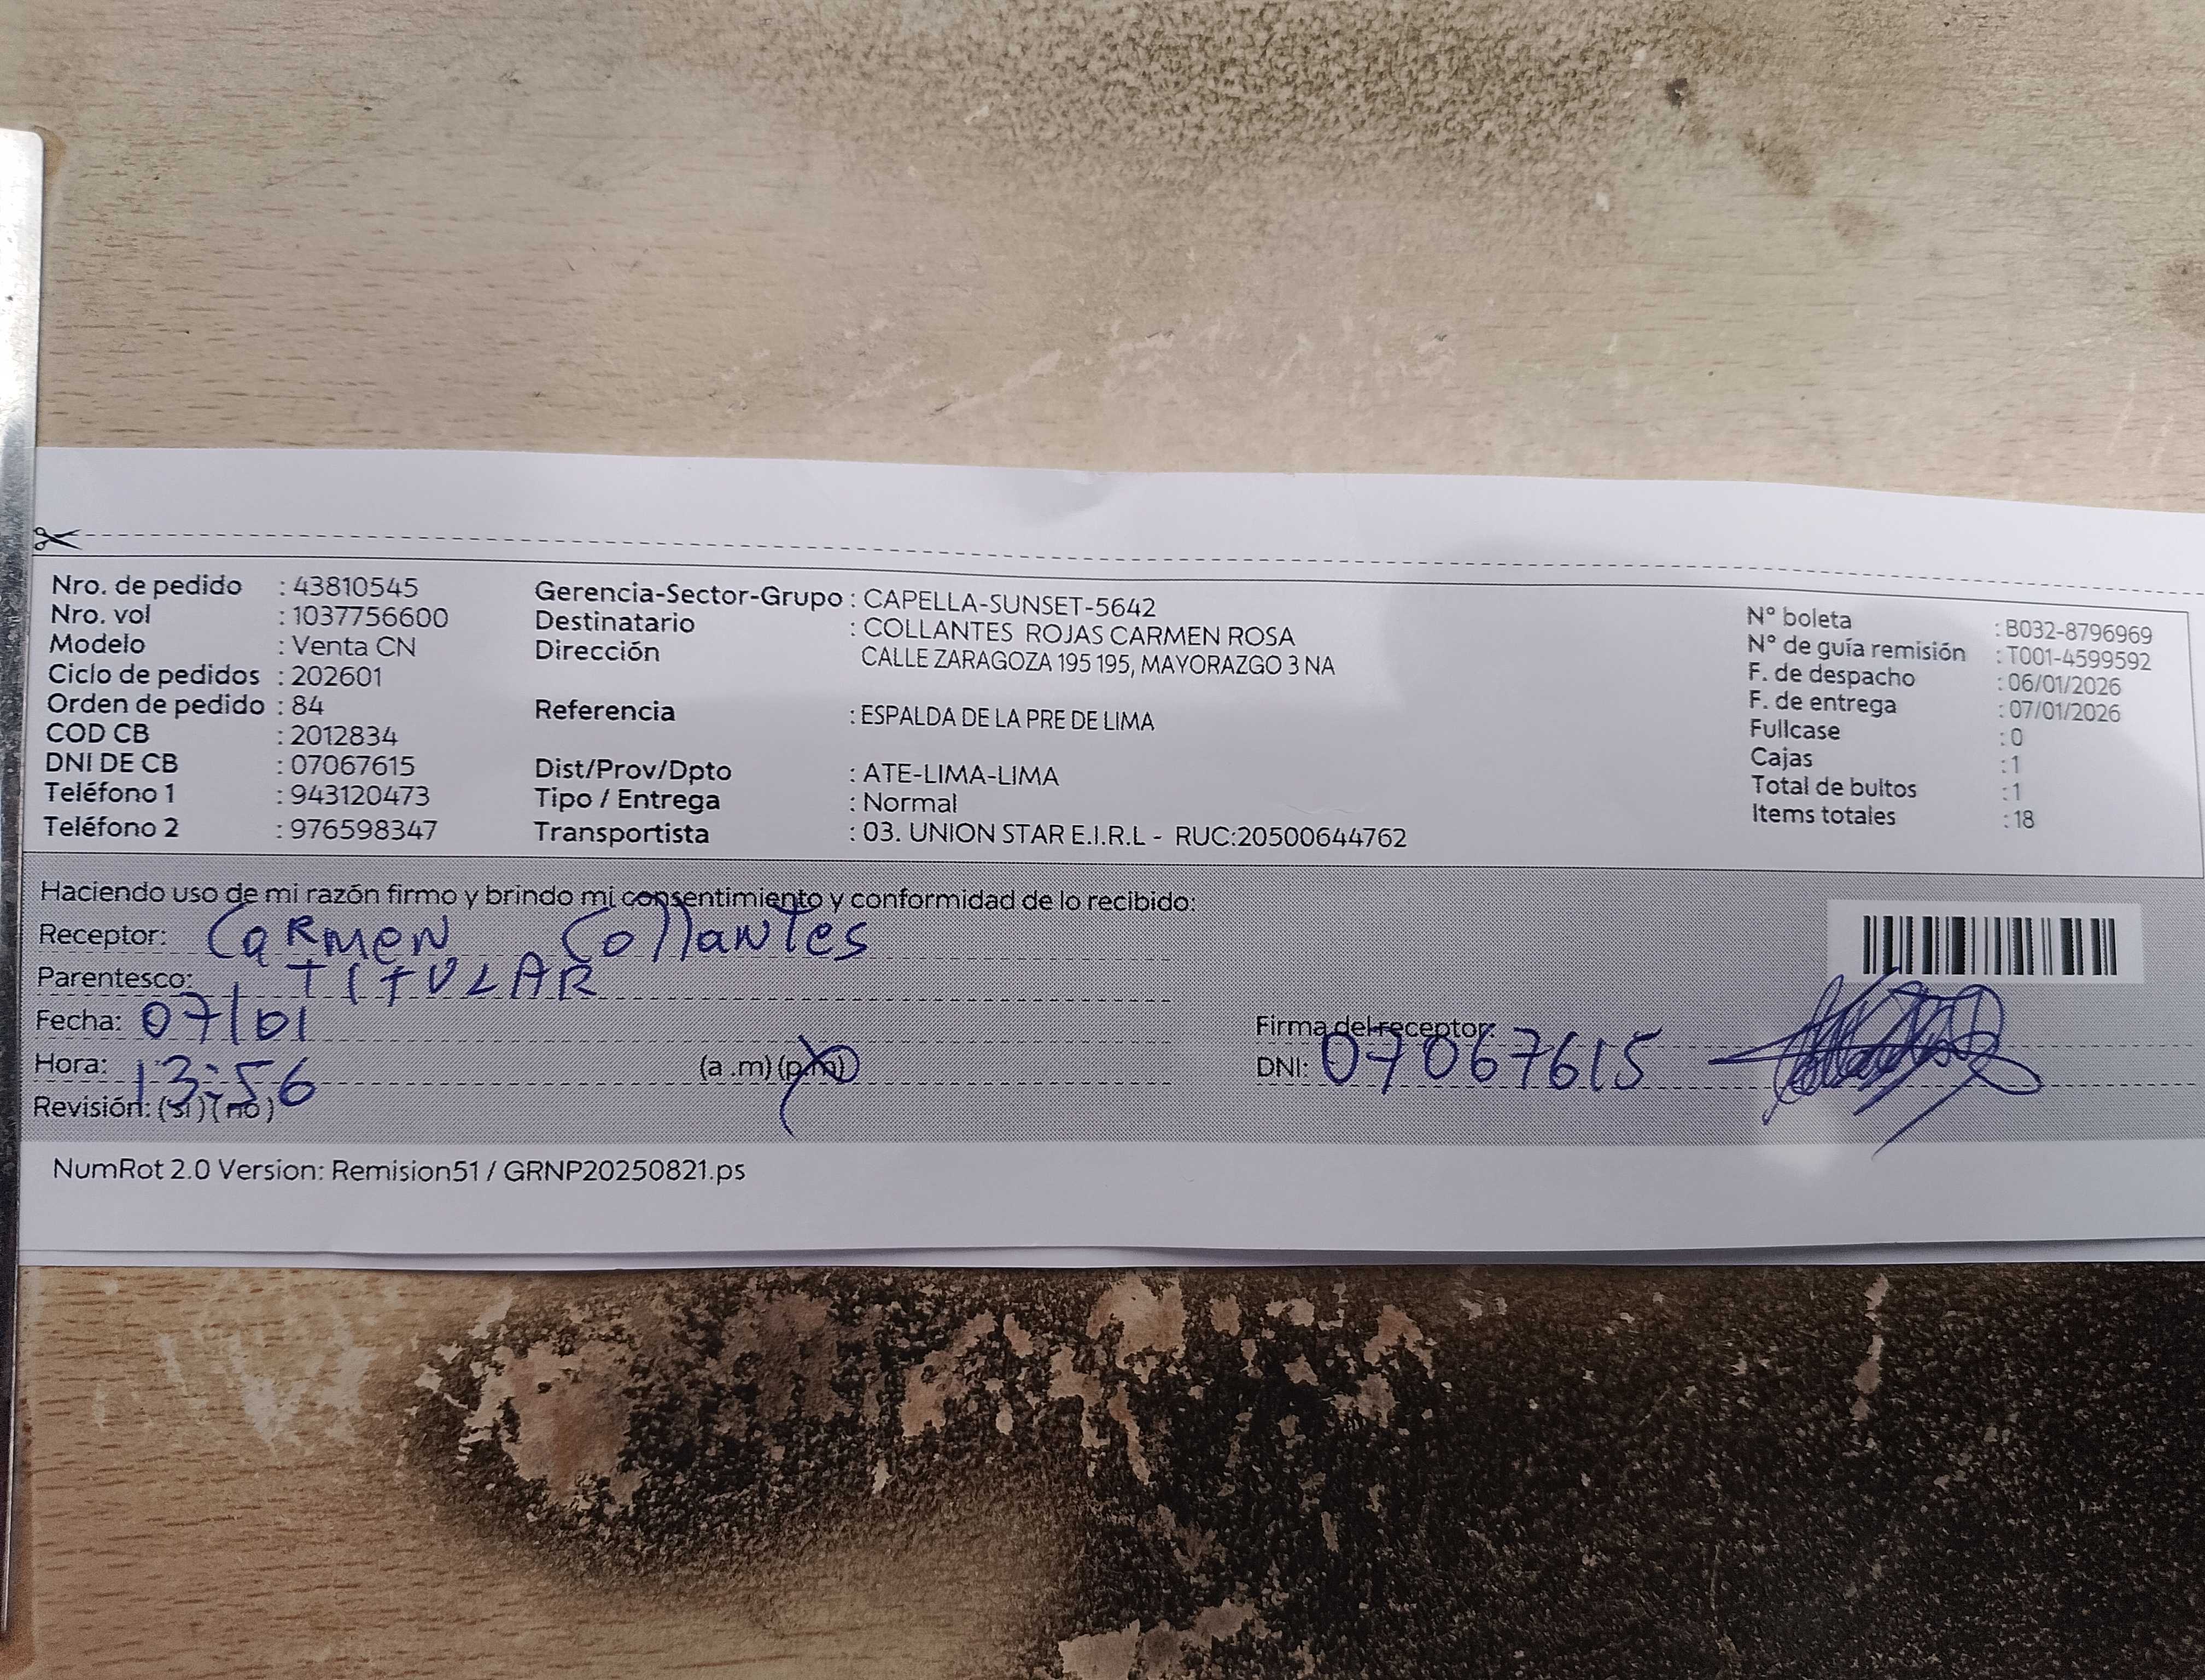 Nro. de pedido : 43810545
Nro. vol : 1037756600
Modelo : Venta CN
Ciclo de pedidos : 202601
Orden de pedido : 84
COD CB : 2012834
DNI DE CB : 07067615
Teléfono 1 : 943120473
Teléfono 2 : 976598347
Gerencia-Sector-Grupo : CAPELLA-SUNSET-5642
Destinatario : COLLANTES ROJAS CARMEN ROSA
Dirección CALLE ZARAGOZA 195 195, MAYORAZGO 3 NA
Referencia : ESPALDA DE LA PRE DE LIMA
Dist/Prov/Dpto : ATE-LIMA-LIMA
Tipo / Entrega : Normal
Transportista : 03. UNION STAR E.I.R.L - RUC:20500644762
N° boleta : B032-8796969
N° de guía remisión : T001-4599592
F. de despacho : 06/01/2026
F. de entrega : 07/01/2026
Fullcase : 0
Cajas : 1
Total de bultos : 1
Items totales : 18
Haciendo uso de mi razón firmo y brindo mi consentimiento y conformidad de lo recibido:
Receptor: Carmen Collantes
Parentesco: TITULAR
Fecha: 07/01
Hora: 13:56 (a .m) (p.m)
Revisión: (si) (no)
Firma del receptor:
DNI: 07067615
NumRot 2.0 Version: Remision51 / GRNP20250821.ps